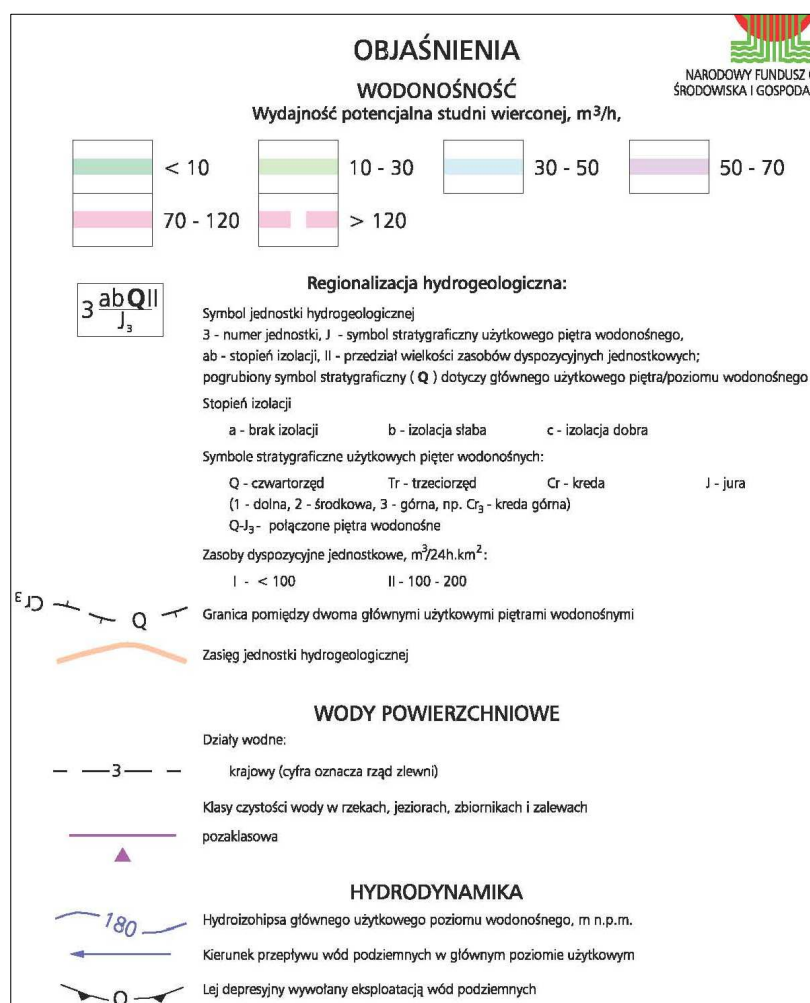 OBJAŚNIENIA
NARODOWY FUNDUSZ
ŚRODOWISKA I GOSPODA
WODONOŚNOŚĆ
Wydajność potencjalna studni wierconej, m³/h,
< 10
10 - 30
30 - 50
50 - 70
70 - 120
> 120
Regionalizacja hydrogeologiczna:
3 abQII
J₃
Symbol jednostki hydrogeologicznej
3 - numer jednostki, J - symbol stratygraficzny użytkowego piętra wodonośnego,
ab - stopień izolacji, II - przedział wielkości zasobów dyspozycyjnych jednostkowych;
pogrubiony symbol stratygraficzny ( Q ) dotyczy głównego użytkowego piętra/poziomu wodonośnego
Stopień izolacji
a - brak izolacji b - izolacja słaba c - izolacja dobra
Symbole stratygraficzne użytkowych pięter wodonośnych:
Q - czwartorzęd Tr - trzeciorzęd Cr - kreda J - jura
(1 - dolna, 2 - środkowa, 3 - górna, np. Cr₃ - kreda górna)
Q-J₃ - połączone piętra wodonośne
Zasoby dyspozycyjne jednostkowe, m³/24h.km²:
I - < 100 II - 100 - 200
Cr₃ Q Granica pomiędzy dwoma głównymi użytkowymi piętrami wodonośnymi
Zasięg jednostki hydrogeologicznej
WODY POWIERZCHNIOWE
Działy wodne:
3 krajowy (cyfra oznacza rząd zlewni)
Klasy czystości wody w rzekach, jeziorach, zbiornikach i zalewach
pozaklasowa
HYDRODYNAMIKA
180 Hydroizohipsa głównego użytkowego poziomu wodonośnego, m n.p.m.
Kierunek przepływu wód podziemnych w głównym poziomie użytkowym
Lej depresyjny wywołany eksploatacją wód podziemnych